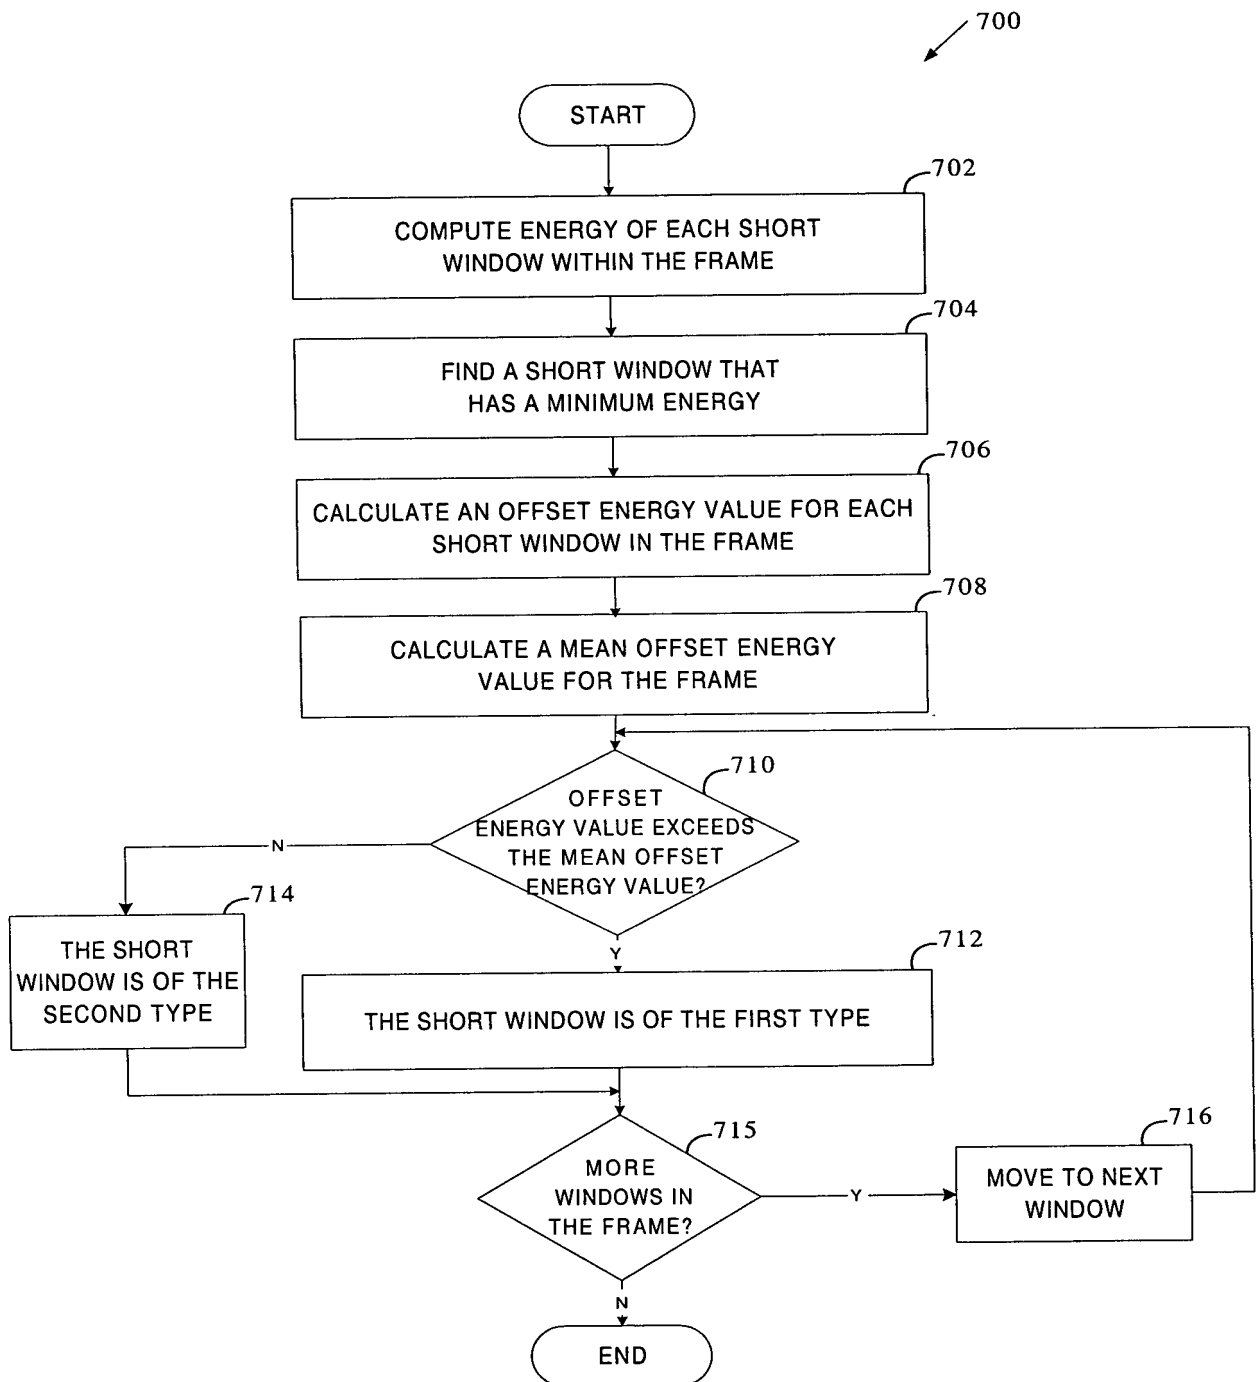 700
START
702
COMPUTE ENERGY OF EACH SHORT
WINDOW WITHIN THE FRAME
704
FIND A SHORT WINDOW THAT
HAS A MINIMUM ENERGY
706
CALCULATE AN OFFSET ENERGY VALUE FOR EACH
SHORT WINDOW IN THE FRAME
708
CALCULATE A MEAN OFFSET ENERGY
VALUE FOR THE FRAME
710
OFFSET
ENERGY VALUE EXCEEDS
THE MEAN OFFSET
ENERGY VALUE?
N
714
THE SHORT
WINDOW IS OF THE
SECOND TYPE
Y
712
THE SHORT WINDOW IS OF THE FIRST TYPE
715
MORE
WINDOWS IN
THE FRAME?
Y
716
MOVE TO NEXT
WINDOW
N
END